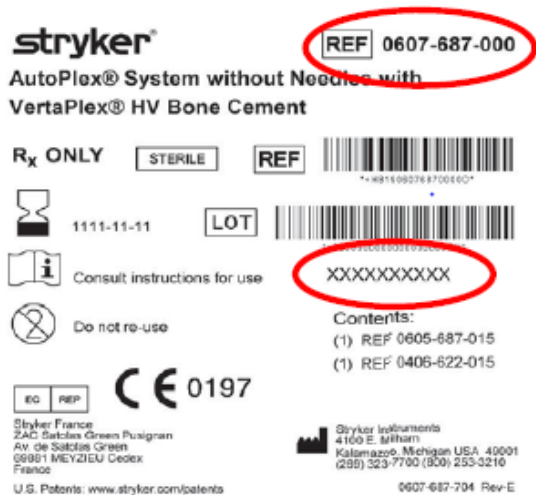 stryker®
REF 0607-687-000
AutoPlex® System without Needles with
VertaPlex® HV Bone Cement
Rx ONLY STERILE REF
1111-11-11 LOT
Consult instructions for use
XXXXXXXXXX
Do not re-use
Contents:
(1) REF 0605-687-015
(1) REF 0406-622-015
EC REP
CE 0197
Stryker France
ZAC Satolas Green Pusignan
Av. de Satolas Green
69881 MEYZIEU Cedex
France
Stryker Instruments
4100 E. Milham
Kalamazoo, Michigan USA 49001
(269) 323-7700 (800) 253-3210
U.S. Patents: www.stryker.com/patents
0607-687-704 Rev-E